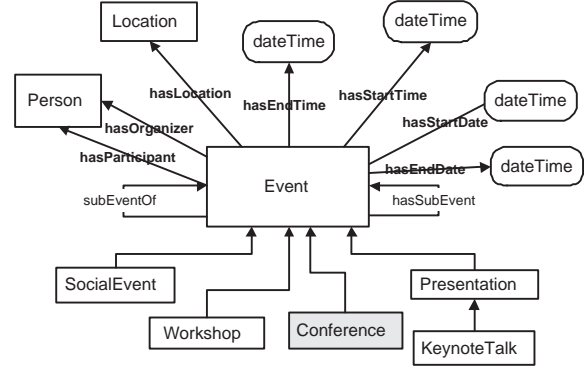 Location
dateTime
dateTime
Person
hasLocation
hasEndTime
hasStartTime
dateTime
hasOrganizer
hasStartDate
hasParticipant
hasEndDate
dateTime
subEventOf
Event
hasSubEvent
SocialEvent
Presentation
Workshop
Conference
KeynoteTalk